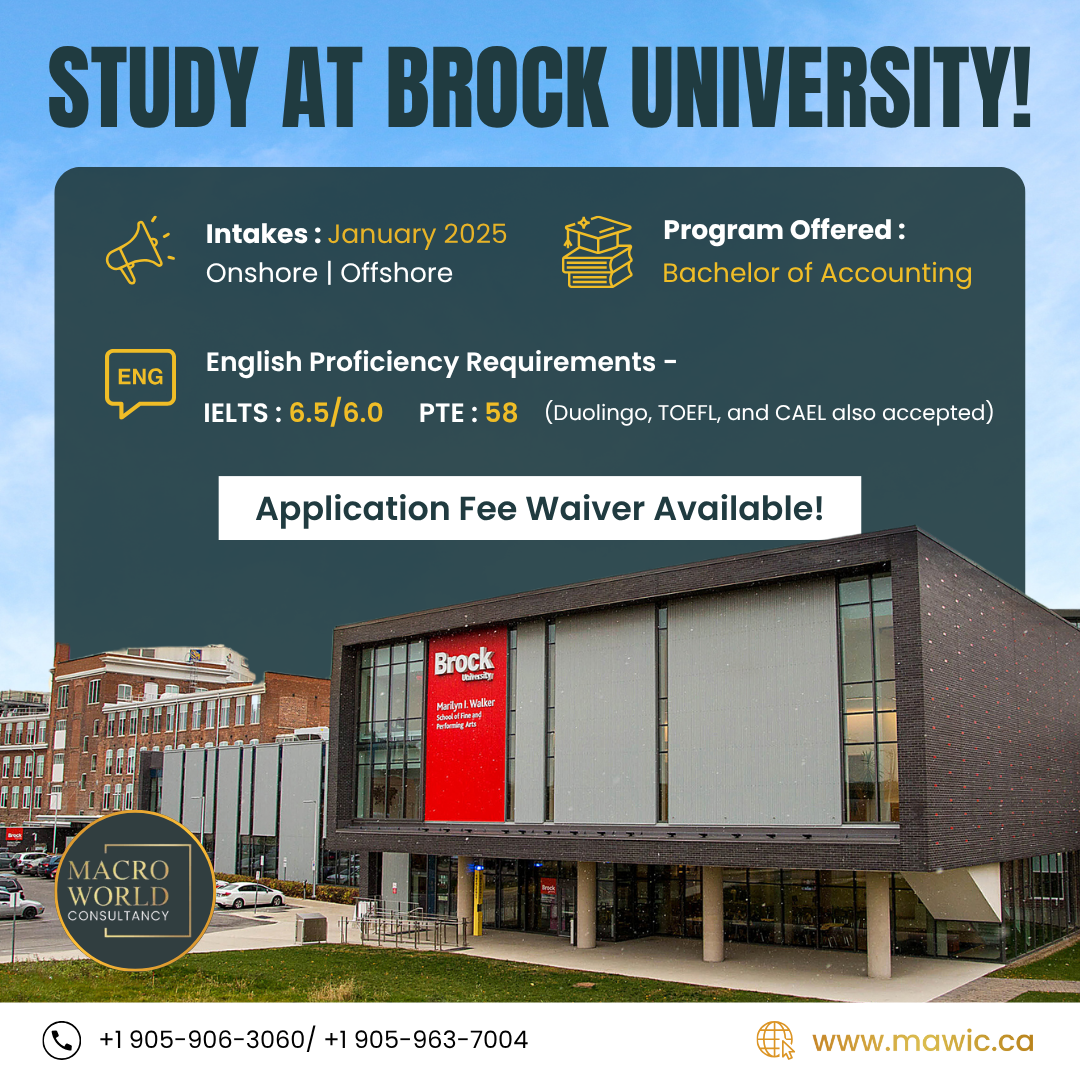 STUDY AT BROCK UNIVERSITY!
Intakes : January 2025
Onshore | Offshore
Program Offered :
Bachelor of Accounting
ENG
English Proficiency Requirements -
IELTS : 6.5/6.0 PTE : 58 (Duolingo, TOEFL, and CAEL also accepted)
Application Fee Waiver Available!
Brock
University
Marilyn I. Walker
School of Fine and
Performing Arts
Brock
Brock
MACRO
WORLD
CONSULTANCY
+1 905-906-3060/ +1 905-963-7004
www.mawic.ca